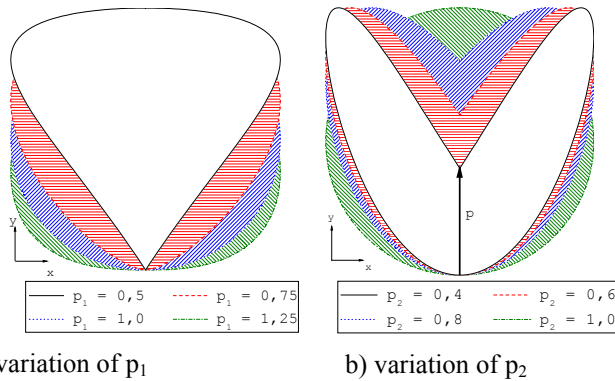 y
x
p₁ = 0,5 p₁ = 0,75
p₁ = 1,0 p₁ = 1,25
variation of p₁
p
y
x
p₂ = 0,4 p₂ = 0,6
p₂ = 0,8 p₂ = 1,0
b) variation of p₂